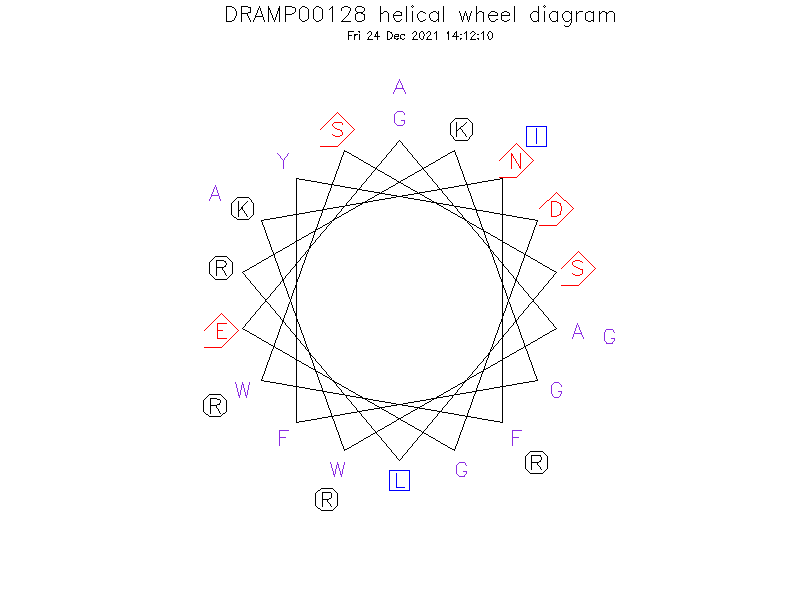 DRAMP00128 helical wheel diagram
Fri 24 Dec 2021 14:12:10
A
G
S
K
I
Y
N
A
K
D
R
S
E
A
G
W
G
R
F
F
W
L
G
R
R